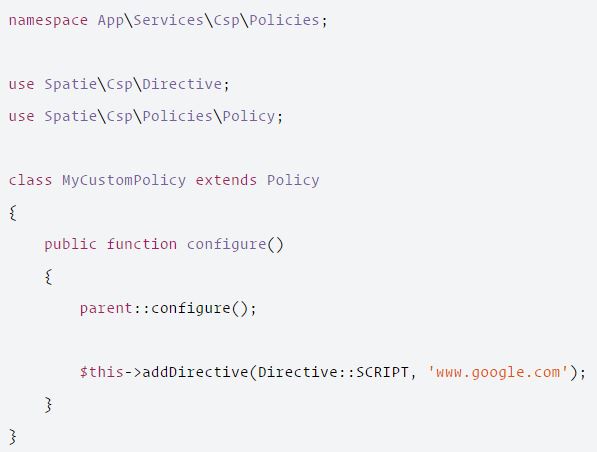 namespace App\Services\Csp\Policies;
use Spatie\Csp\Directive;
use Spatie\Csp\Policies\Policy;
class MyCustomPolicy extends Policy
{
public function configure()
{
parent::configure();
$this->addDirective(Directive::SCRIPT, 'www.google.com');
}
}